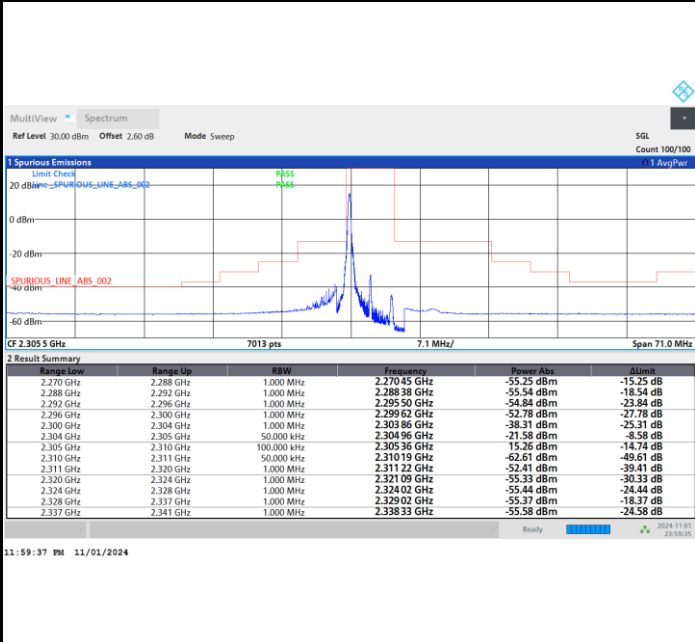 MultiView Spectrum
Ref Level 30.00 dBm Offset 2.60 dB Mode Sweep SGL
Count 100/100
1 Spurious Emissions 1 AvgPwr
Limit Check PASS
Line _SPURIOUS_LINE_ABS_002 PASS
20 dBm
0 dBm
-20 dBm
_SPURIOUS_LINE_ABS_002
-40 dBm
-60 dBm
CF 2.305 5 GHz 7013 pts 7.1 MHz/ Span 71.0 MHz
2 Result Summary
Range Low Range Up RBW Frequency Power Abs ΔLimit
2.270 GHz 2.288 GHz 1.000 MHz 2.270 45 GHz -55.25 dBm -15.25 dB
2.288 GHz 2.292 GHz 1.000 MHz 2.288 38 GHz -55.54 dBm -18.54 dB
2.292 GHz 2.296 GHz 1.000 MHz 2.295 50 GHz -54.84 dBm -23.84 dB
2.296 GHz 2.300 GHz 1.000 MHz 2.299 62 GHz -52.78 dBm -27.78 dB
2.300 GHz 2.304 GHz 1.000 MHz 2.303 86 GHz -38.31 dBm -25.31 dB
2.304 GHz 2.305 GHz 50.000 kHz 2.304 96 GHz -21.58 dBm -8.58 dB
2.305 GHz 2.310 GHz 100.000 kHz 2.305 36 GHz 15.26 dBm -14.74 dB
2.310 GHz 2.311 GHz 50.000 kHz 2.310 19 GHz -62.61 dBm -49.61 dB
2.311 GHz 2.320 GHz 1.000 MHz 2.311 22 GHz -52.41 dBm -39.41 dB
2.320 GHz 2.324 GHz 1.000 MHz 2.321 09 GHz -55.33 dBm -30.33 dB
2.324 GHz 2.328 GHz 1.000 MHz 2.324 02 GHz -55.44 dBm -24.44 dB
2.328 GHz 2.337 GHz 1.000 MHz 2.329 02 GHz -55.37 dBm -18.37 dB
2.337 GHz 2.341 GHz 1.000 MHz 2.338 33 GHz -55.58 dBm -24.58 dB
Ready 2024-11-01
23:59:35
11:59:37 PM 11/01/2024